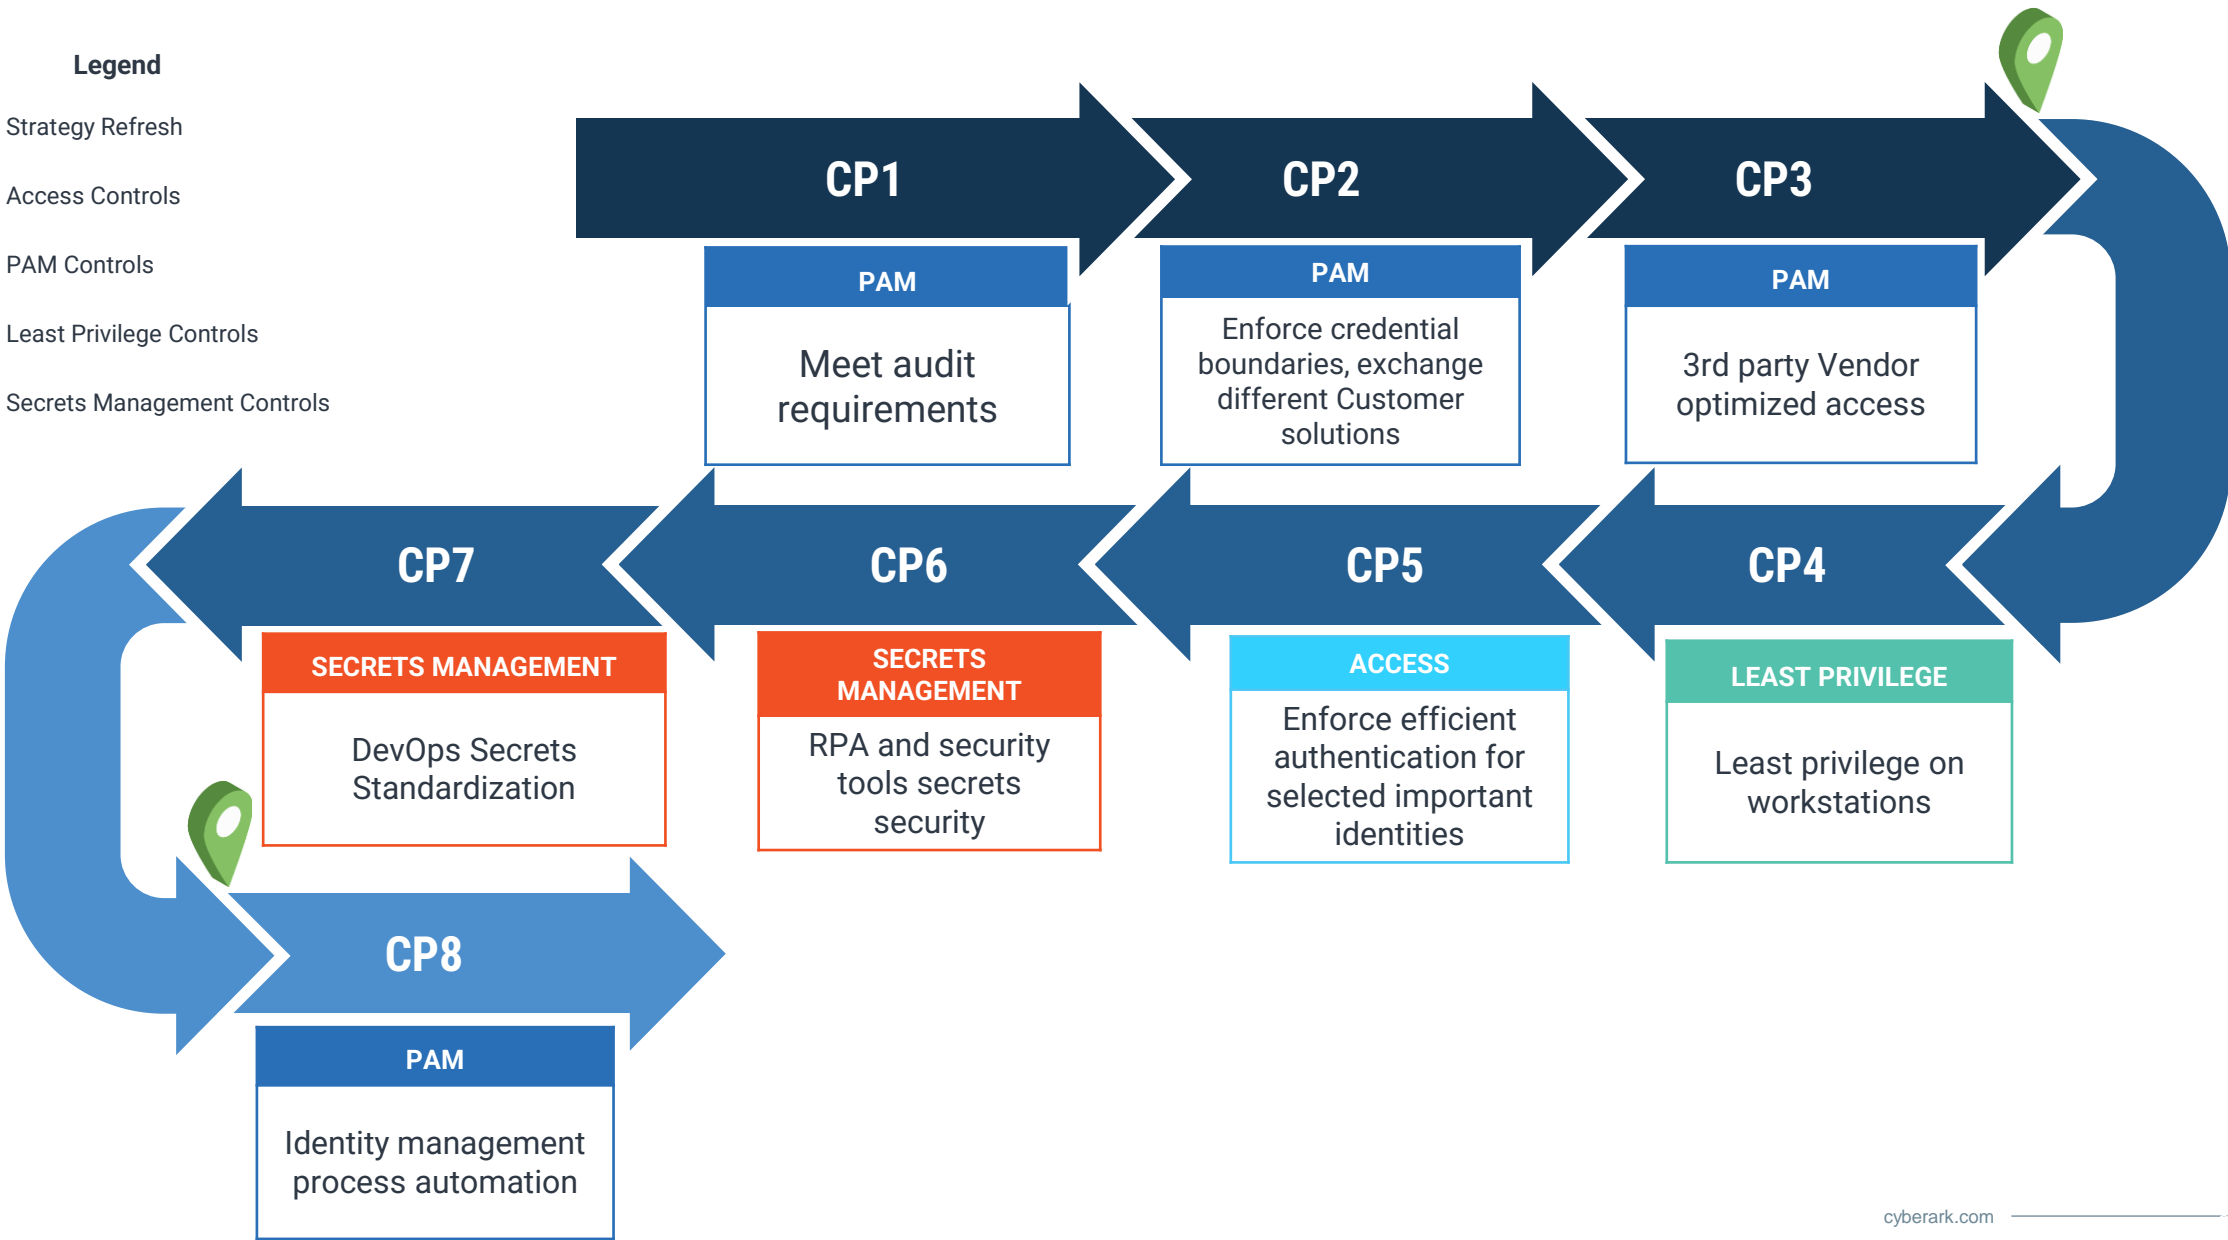 Legend
Strategy Refresh
Access Controls
PAM Controls
Least Privilege Controls
Secrets Management Controls
CP1
CP2
CP3
PAM
Meet audit
requirements
PAM
Enforce credential
boundaries, exchange
different Customer
solutions
PAM
3rd party Vendor
optimized access
CP7
CP6
CP5
CP4
SECRETS MANAGEMENT
DevOps Secrets
Standardization
SECRETS
MANAGEMENT
RPA and security
tools secrets
security
ACCESS
Enforce efficient
authentication for
selected important
identities
LEAST PRIVILEGE
Least privilege on
workstations
CP8
PAM
Identity management
process automation
cyberark.com